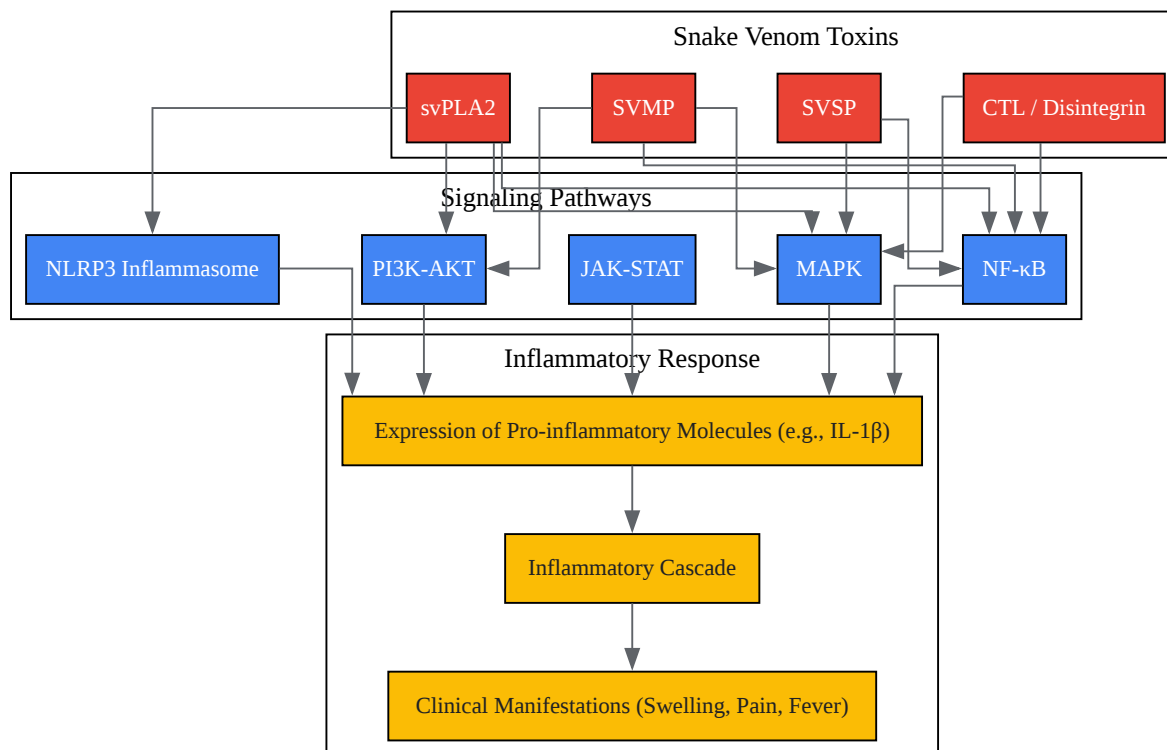 Snake Venom Toxins
svPLA2
SVMP
SVSP
CTL / Disintegrin
Signaling Pathways
NLRP3 Inflammasome
PI3K-AKT
JAK-STAT
MAPK
NF-κB
Inflammatory Response
Expression of Pro-inflammatory Molecules (e.g., IL-1β)
Inflammatory Cascade
Clinical Manifestations (Swelling, Pain, Fever)